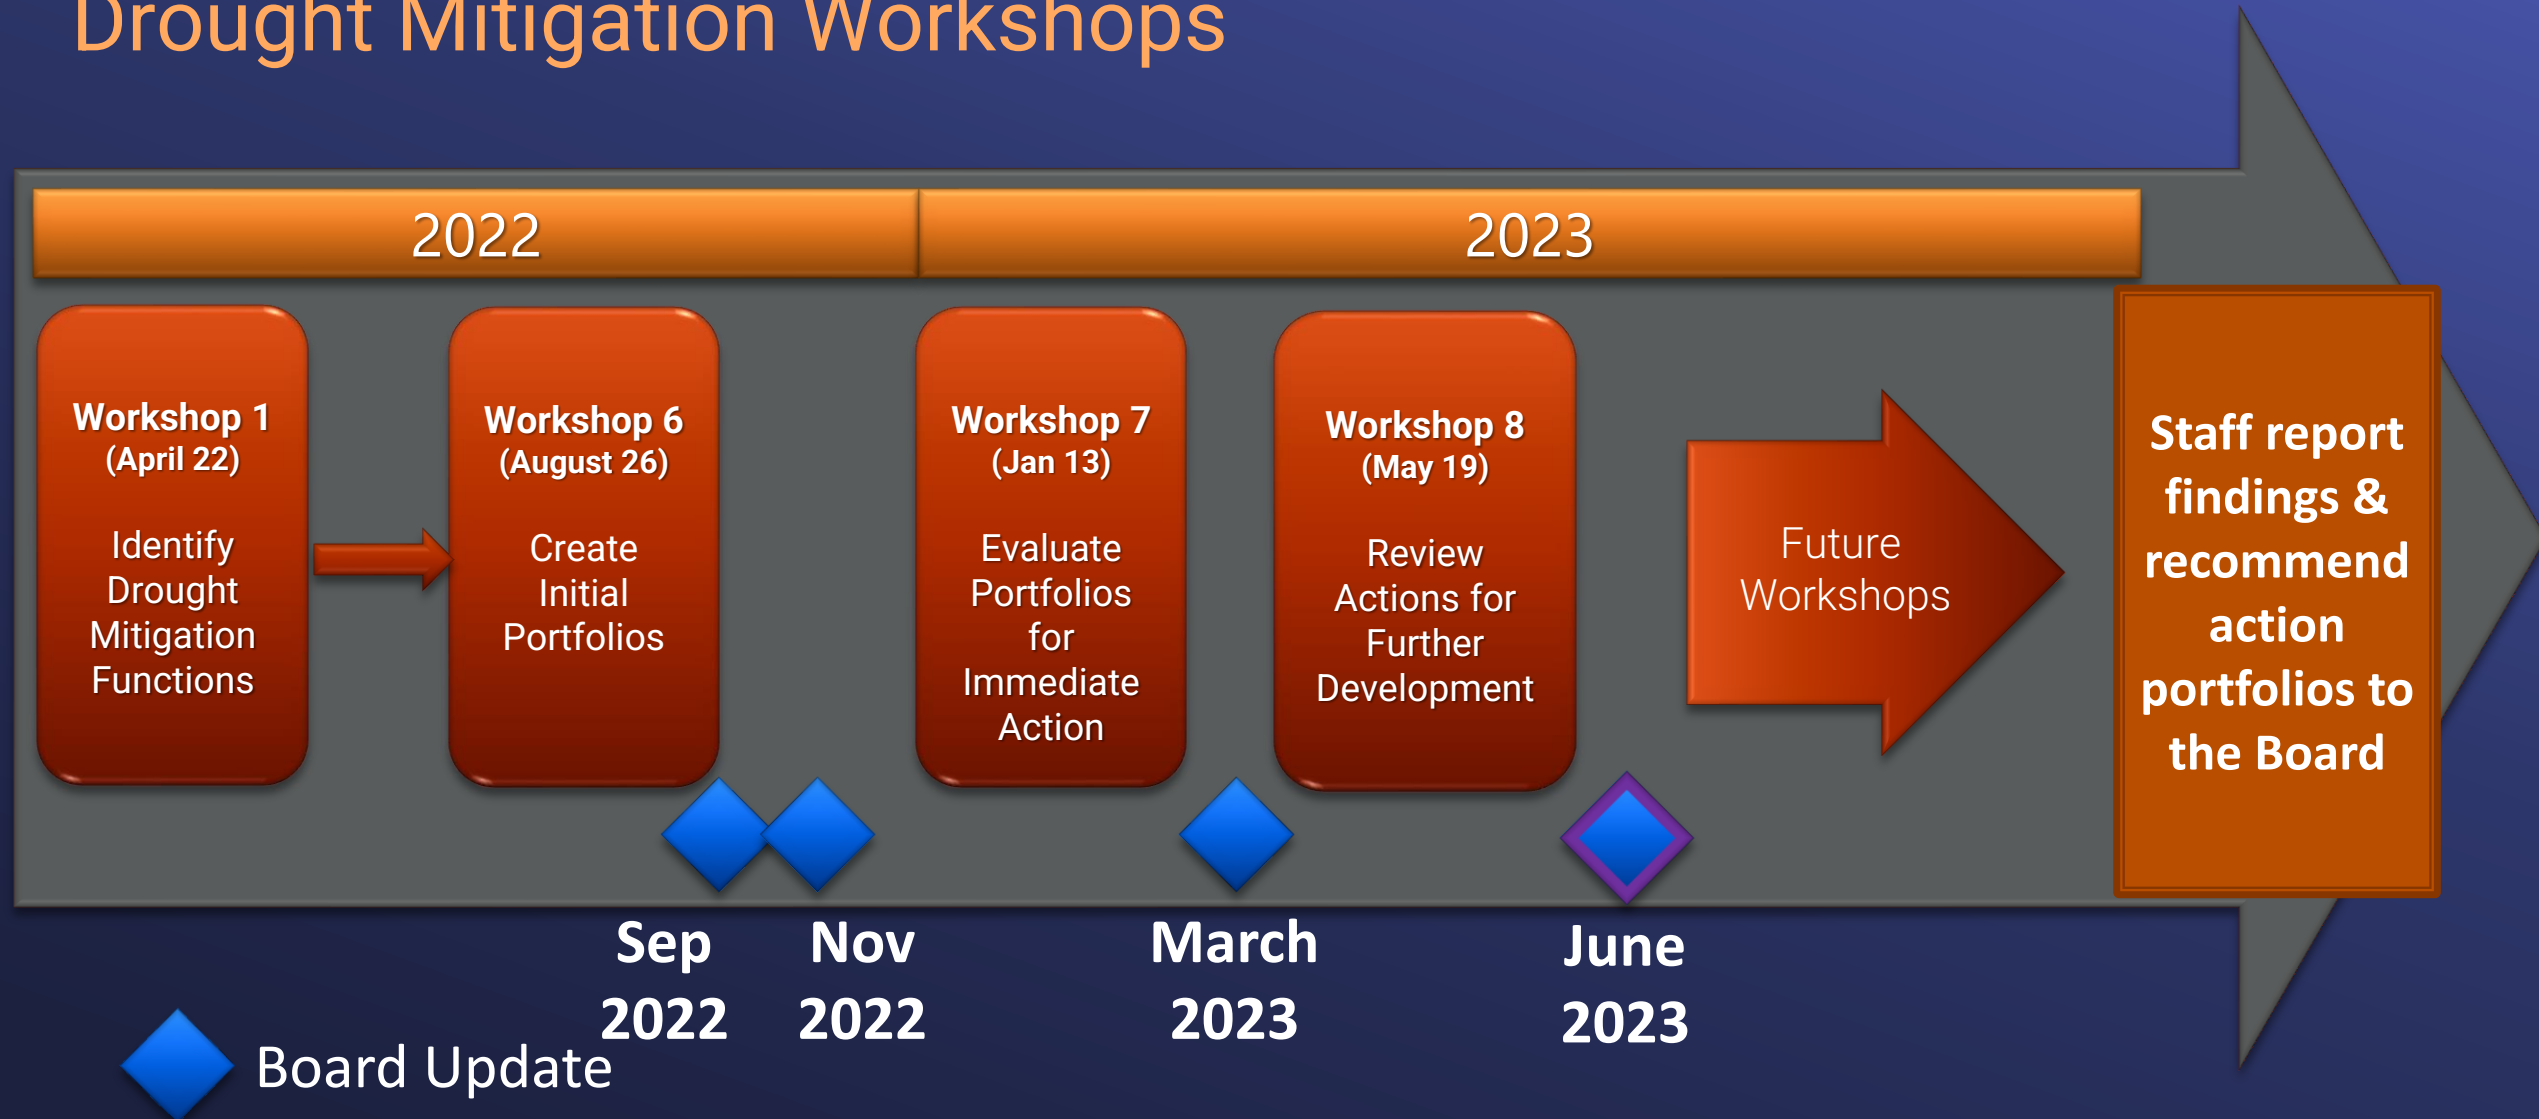 Drought Mitigation Workshops
2022
2023
Workshop 1
(April 22)
Identify
Drought
Mitigation
Functions
Workshop 6
(August 26)
Create
Initial
Portfolios
Workshop 7
(Jan 13)
Evaluate
Portfolios
for
Immediate
Action
Workshop 8
(May 19)
Review
Actions for
Further
Development
Future
Workshops
Staff report
findings &
recommend
action
portfolios to
the Board
Sep
2022
Nov
2022
March
2023
June
2023
Board Update